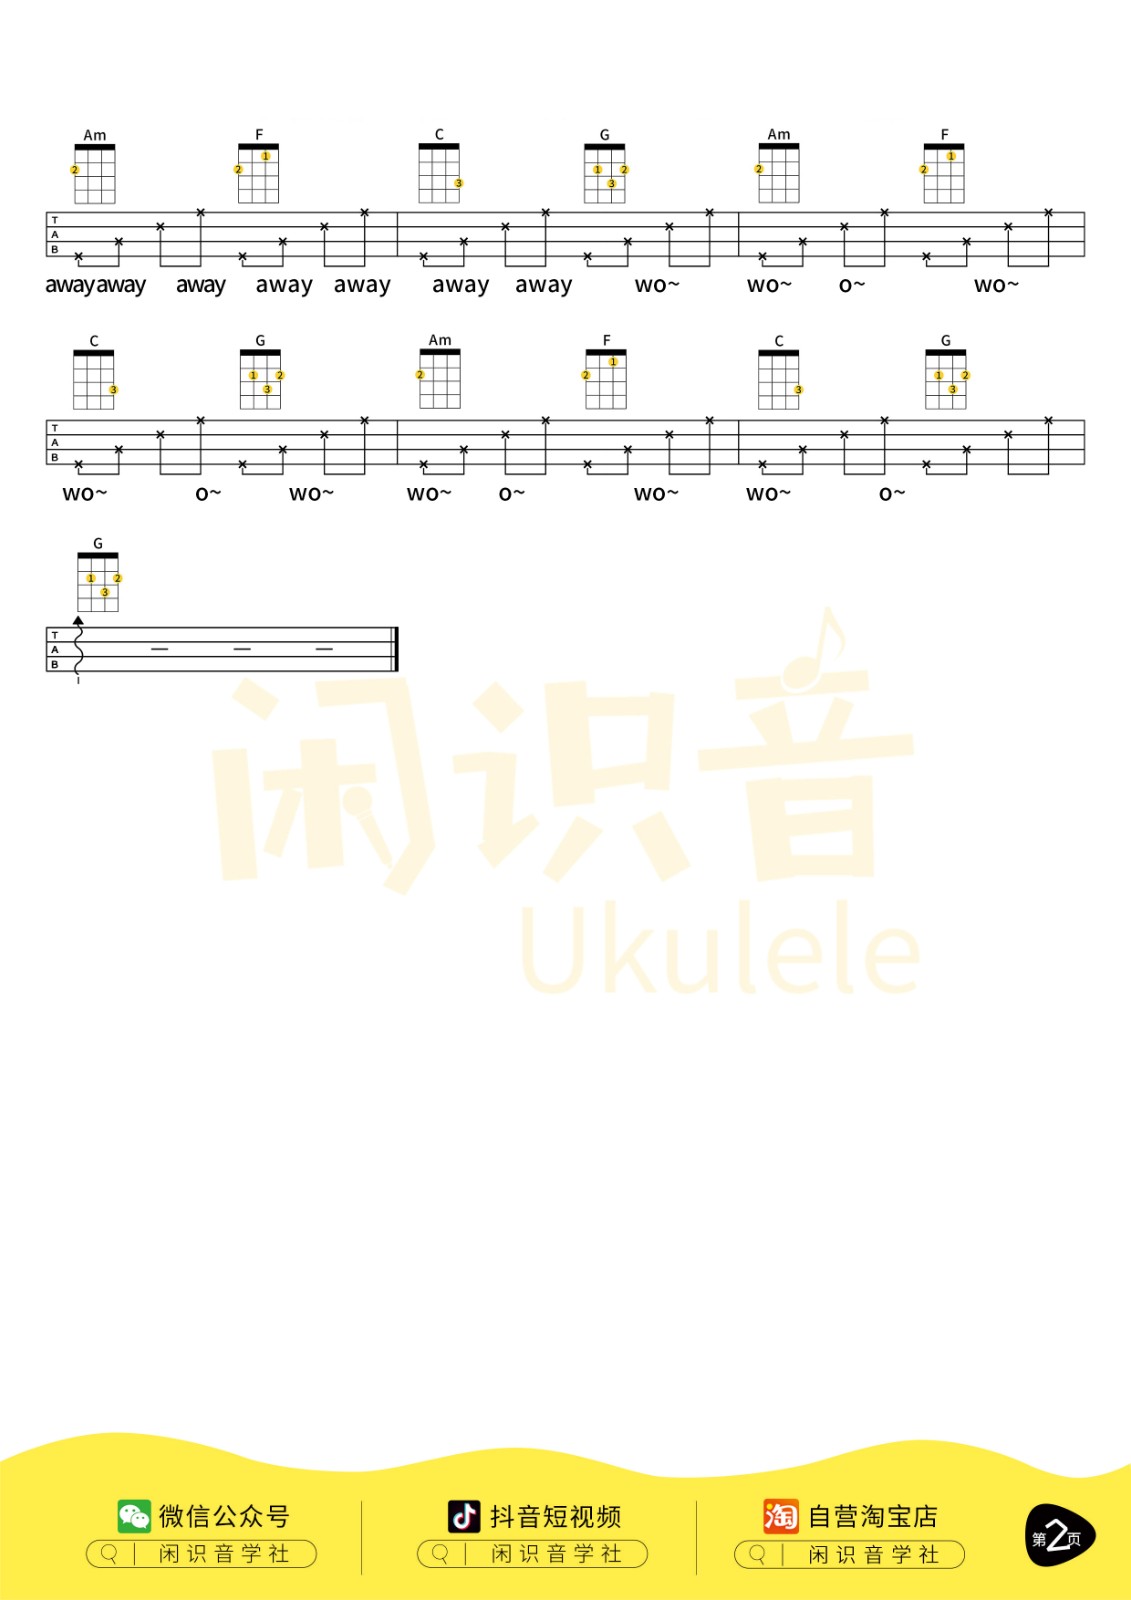 Am F C G Am F
2 2 1 3 1 2 3 2 2 1
T A B
away away away away away away away wo~ wo~ o~ wo~
C G Am F C G
3 1 2 3 2 2 1 3 1 2 3
T A B
wo~ o~ wo~ wo~ o~ wo~ wo~ o~
G
1 2 3
T A B
闲识音
Ukulele
微信公众号 抖音短视频 淘 自营淘宝店
闲识音学社 闲识音学社 闲识音学社
第2页